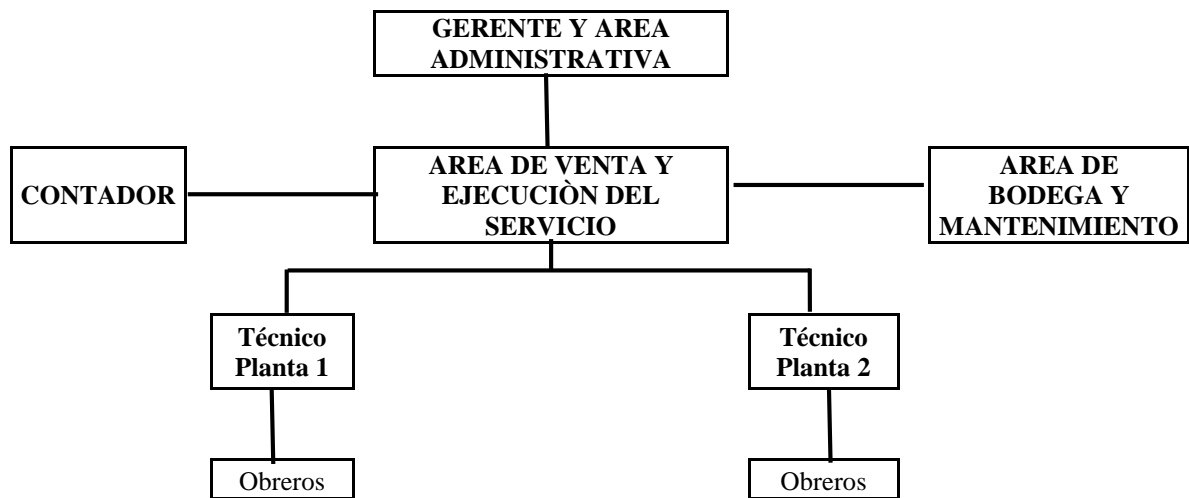 GERENTE Y AREA
ADMINISTRATIVA
CONTADOR
AREA DE VENTA Y
EJECUCIÒN DEL
SERVICIO
AREA DE
BODEGA Y
MANTENIMIENTO
Técnico
Planta 1
Técnico
Planta 2
Obreros
Obreros